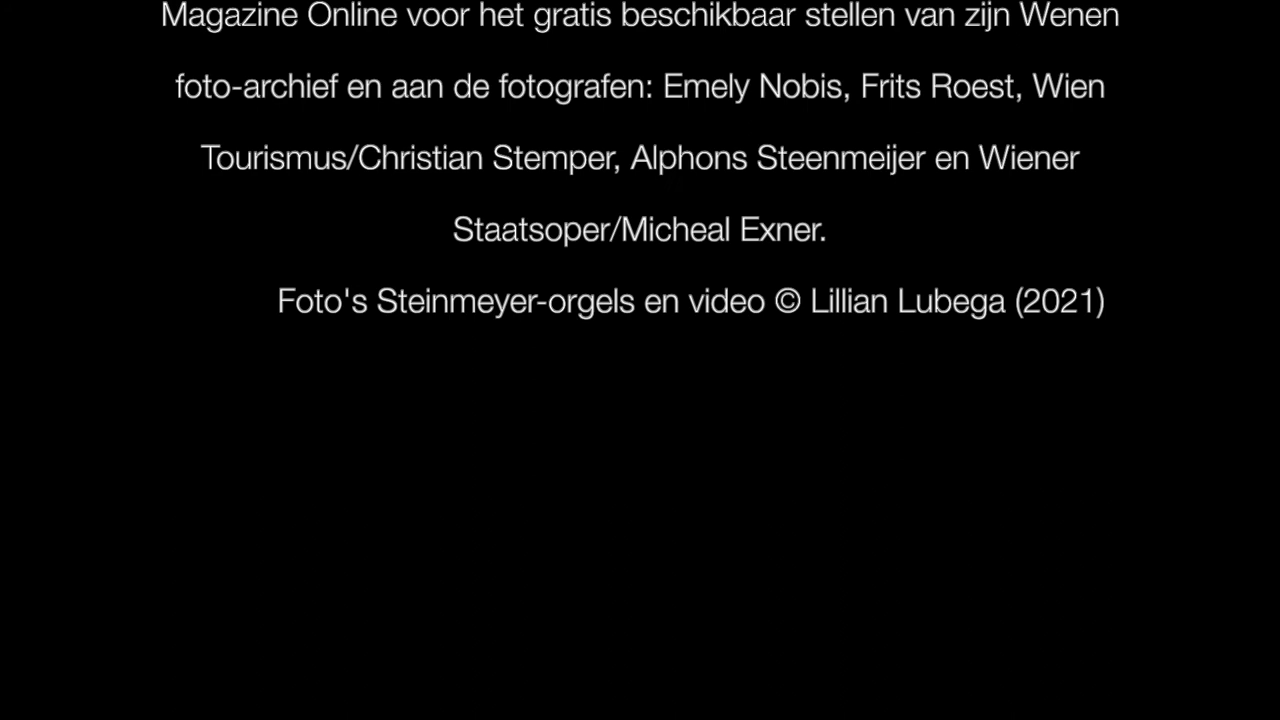 Magazine Online voor het gratis beschikbaar stellen van zijn Wenen
foto-archief en aan de fotografen: Emely Nobis, Frits Roest, Wien
Tourismus/Christian Stemper, Alphons Steenmeijer en Wiener
Staatsoper/Micheal Exner.
Foto's Steinmeyer-orgels en video © Lillian Lubega (2021)